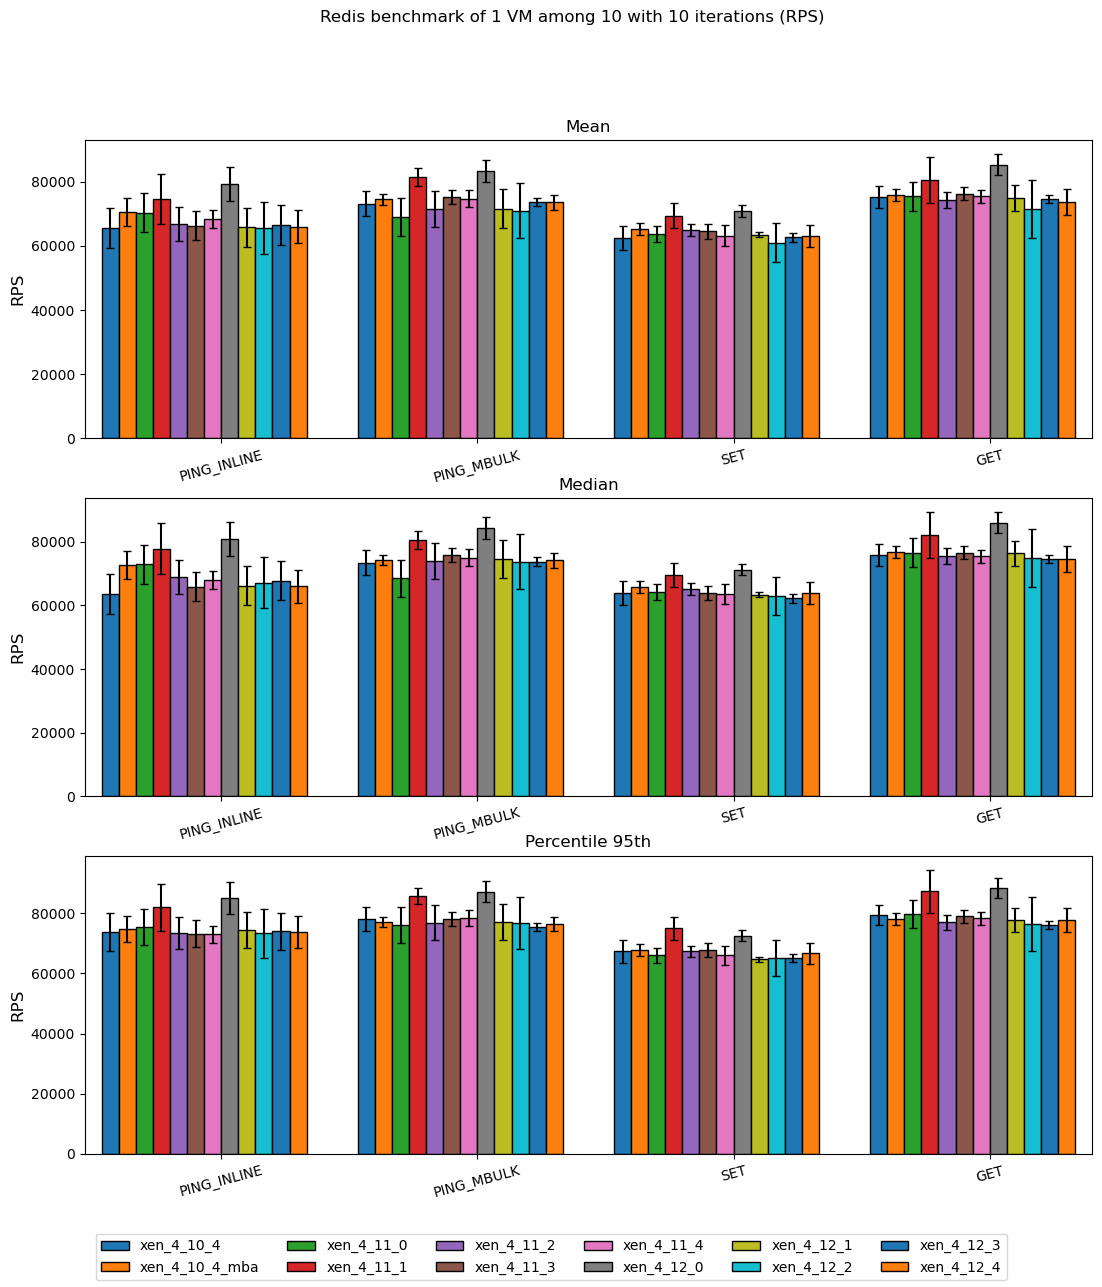 Redis benchmark of 1 VM among 10 with 10 iterations (RPS)
Mean
80000
60000
40000
20000
0
RPS
PING_INLINE
PING_MBULK
SET
GET
Median
80000
60000
40000
20000
0
RPS
PING_INLINE
PING_MBULK
SET
GET
Percentile 95th
80000
60000
40000
20000
0
RPS
PING_INLINE
PING_MBULK
SET
GET
xen_4_10_4 xen_4_11_0 xen_4_11_2 xen_4_11_4 xen_4_12_1 xen_4_12_3
xen_4_10_4_mba xen_4_11_1 xen_4_11_3 xen_4_12_0 xen_4_12_2 xen_4_12_4